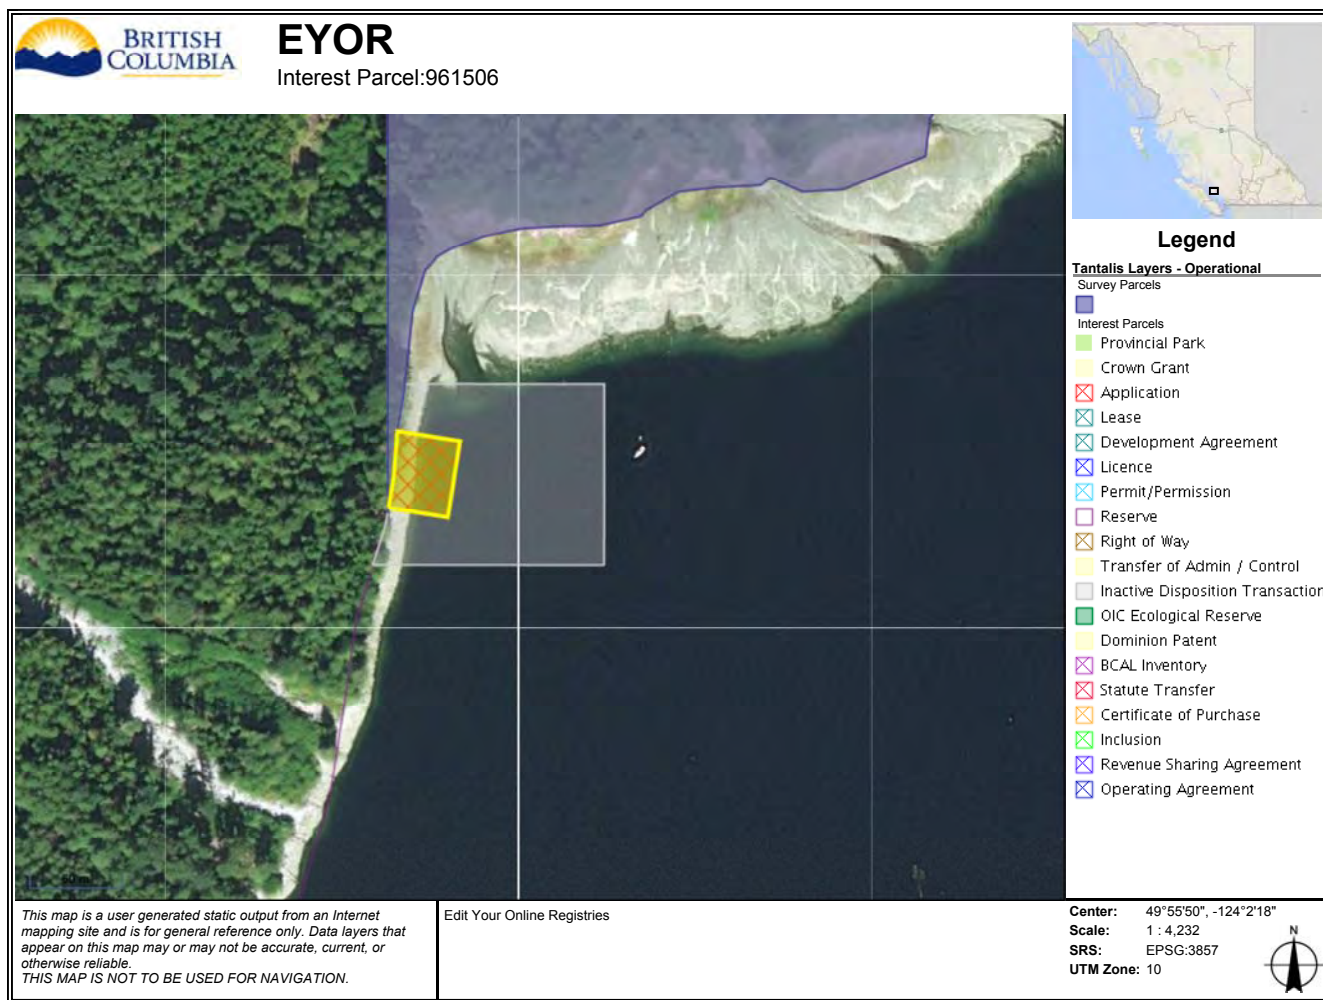 BRITISH
COLUMBIA
EYOR
Interest Parcel:961506
Legend
Tantalis Layers - Operational
Survey Parcels
Interest Parcels
Provincial Park
Crown Grant
Application
Lease
Development Agreement
Licence
Permit/Permission
Reserve
Right of Way
Transfer of Admin / Control
Inactive Disposition Transaction
OIC Ecological Reserve
Dominion Patent
BCAL Inventory
Statute Transfer
Certificate of Purchase
Inclusion
Revenue Sharing Agreement
Operating Agreement
This map is a user generated static output from an Internet
mapping site and is for general reference only. Data layers that
appear on this map may or may not be accurate, current, or
otherwise reliable.
THIS MAP IS NOT TO BE USED FOR NAVIGATION.
Edit Your Online Registries
Center: 49°55'50", -124°2'18"
Scale: 1 : 4,232
SRS: EPSG:3857
UTM Zone: 10
N